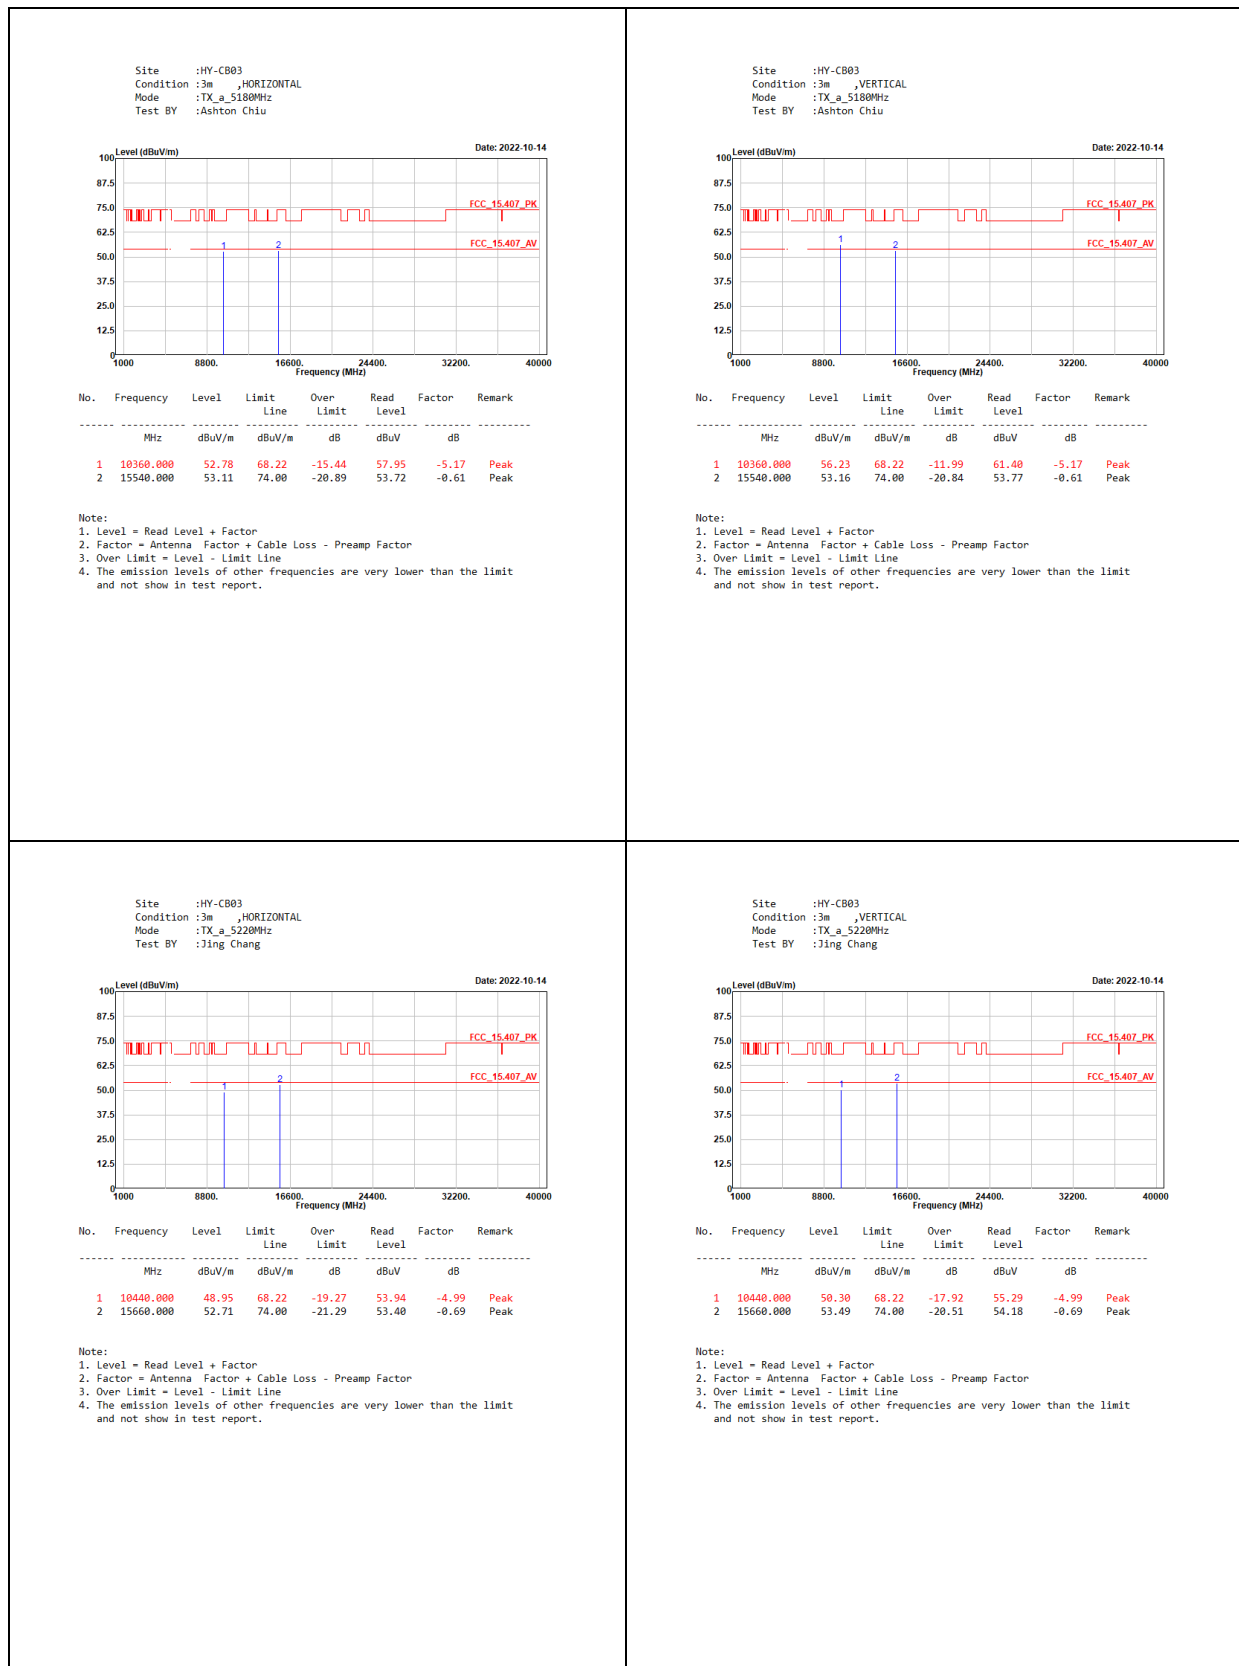 Site :HY-CB03
Condition :3m ,HORIZONTAL
Mode :TX_a_5180MHz
Test BY :Ashton Chiu
Level (dBuV/m) Date: 2022-10-14
100
87.5
75.0 FCC_15.407_PK
62.5
FCC_15.407_AV
1 2
50.0
37.5
25.0
12.5
0
1000 8800. 16600. 24400. 32200. 40000
Frequency (MHz)
No. Frequency Level Limit Over Read Factor Remark
Line Limit Level
------ ----------- ------- --------- -------- --------- -------- ---------
MHz dBuV/m dBuV/m dB dBuV dB
1 10360.000 52.78 68.22 -15.44 57.95 -5.17 Peak
2 15540.000 53.11 74.00 -20.89 53.72 -0.61 Peak
Note:
1. Level = Read Level + Factor
2. Factor = Antenna Factor + Cable Loss - Preamp Factor
3. Over Limit = Level - Limit Line
4. The emission levels of other frequencies are very lower than the limit
and not show in test report.
Site :HY-CB03
Condition :3m ,VERTICAL
Mode :TX_a_5180MHz
Test BY :Ashton Chiu
Level (dBuV/m) Date: 2022-10-14
100
87.5
75.0 FCC_15.407_PK
62.5
1
FCC_15.407_AV
2
50.0
37.5
25.0
12.5
0
1000 8800. 16600. 24400. 32200. 40000
Frequency (MHz)
No. Frequency Level Limit Over Read Factor Remark
Line Limit Level
------ ----------- ------- --------- -------- --------- -------- ---------
MHz dBuV/m dBuV/m dB dBuV dB
1 10360.000 56.23 68.22 -11.99 61.40 -5.17 Peak
2 15540.000 53.16 74.00 -20.84 53.77 -0.61 Peak
Note:
1. Level = Read Level + Factor
2. Factor = Antenna Factor + Cable Loss - Preamp Factor
3. Over Limit = Level - Limit Line
4. The emission levels of other frequencies are very lower than the limit
and not show in test report.
Site :HY-CB03
Condition :3m ,HORIZONTAL
Mode :TX_a_5220MHz
Test BY :Jing Chang
Level (dBuV/m) Date: 2022-10-14
100
87.5
75.0 FCC_15.407_PK
62.5
2 FCC_15.407_AV
1
50.0
37.5
25.0
12.5
0
1000 8800. 16600. 24400. 32200. 40000
Frequency (MHz)
No. Frequency Level Limit Over Read Factor Remark
Line Limit Level
------ ----------- ------- --------- -------- --------- -------- ---------
MHz dBuV/m dBuV/m dB dBuV dB
1 10440.000 48.95 68.22 -19.27 53.94 -4.99 Peak
2 15660.000 52.71 74.00 -21.29 53.40 -0.69 Peak
Note:
1. Level = Read Level + Factor
2. Factor = Antenna Factor + Cable Loss - Preamp Factor
3. Over Limit = Level - Limit Line
4. The emission levels of other frequencies are very lower than the limit
and not show in test report.
Site :HY-CB03
Condition :3m ,VERTICAL
Mode :TX_a_5220MHz
Test BY :Jing Chang
Level (dBuV/m) Date: 2022-10-14
100
87.5
75.0 FCC_15.407_PK
62.5
2 FCC_15.407_AV
1
50.0
37.5
25.0
12.5
0
1000 8800. 16600. 24400. 32200. 40000
Frequency (MHz)
No. Frequency Level Limit Over Read Factor Remark
Line Limit Level
------ ----------- ------- --------- -------- --------- -------- ---------
MHz dBuV/m dBuV/m dB dBuV dB
1 10440.000 50.30 68.22 -17.92 55.29 -4.99 Peak
2 15660.000 53.49 74.00 -20.51 54.18 -0.69 Peak
Note:
1. Level = Read Level + Factor
2. Factor = Antenna Factor + Cable Loss - Preamp Factor
3. Over Limit = Level - Limit Line
4. The emission levels of other frequencies are very lower than the limit
and not show in test report.